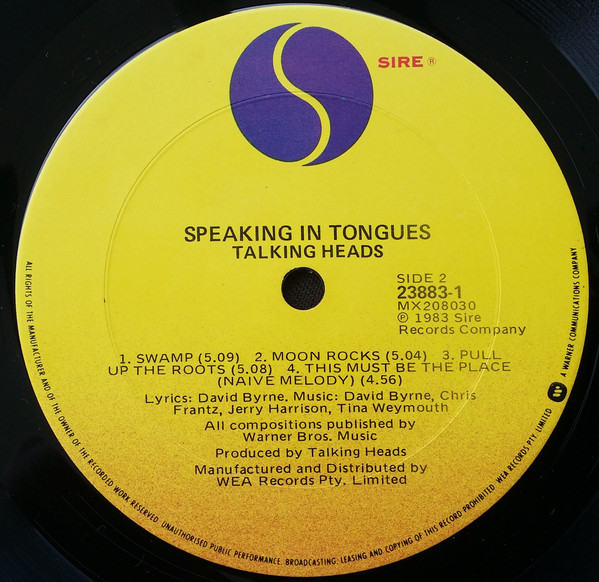 SIRE ®
SPEAKING IN TONGUES
TALKING HEADS
SIDE 2
23883-1
MX208030
℗ 1983 Sire
Records Company
1. SWAMP (5.09) 2. MOON ROCKS (5.04) 3. PULL
UP THE ROOTS (5.08) 4. THIS MUST BE THE PLACE
(NAIVE MELODY) (4.56)
Lyrics: David Byrne. Music: David Byrne, Chris
Frantz, Jerry Harrison, Tina Weymouth
All compositions published by
Warner Bros. Music
Produced by Talking Heads
Manufactured and Distributed by
WEA Records Pty. Limited
ALL RIGHTS OF THE MANUFACTURER AND OF THE OWNER OF THE RECORDED WORK RESERVED. UNAUTHORISED PUBLIC PERFORMANCE, BROADCASTING, LEASING AND COPYING OF THIS RECORD PROHIBITED. WEA RECORDS PTY. LIMITED A WARNER COMMUNICATIONS COMPANY